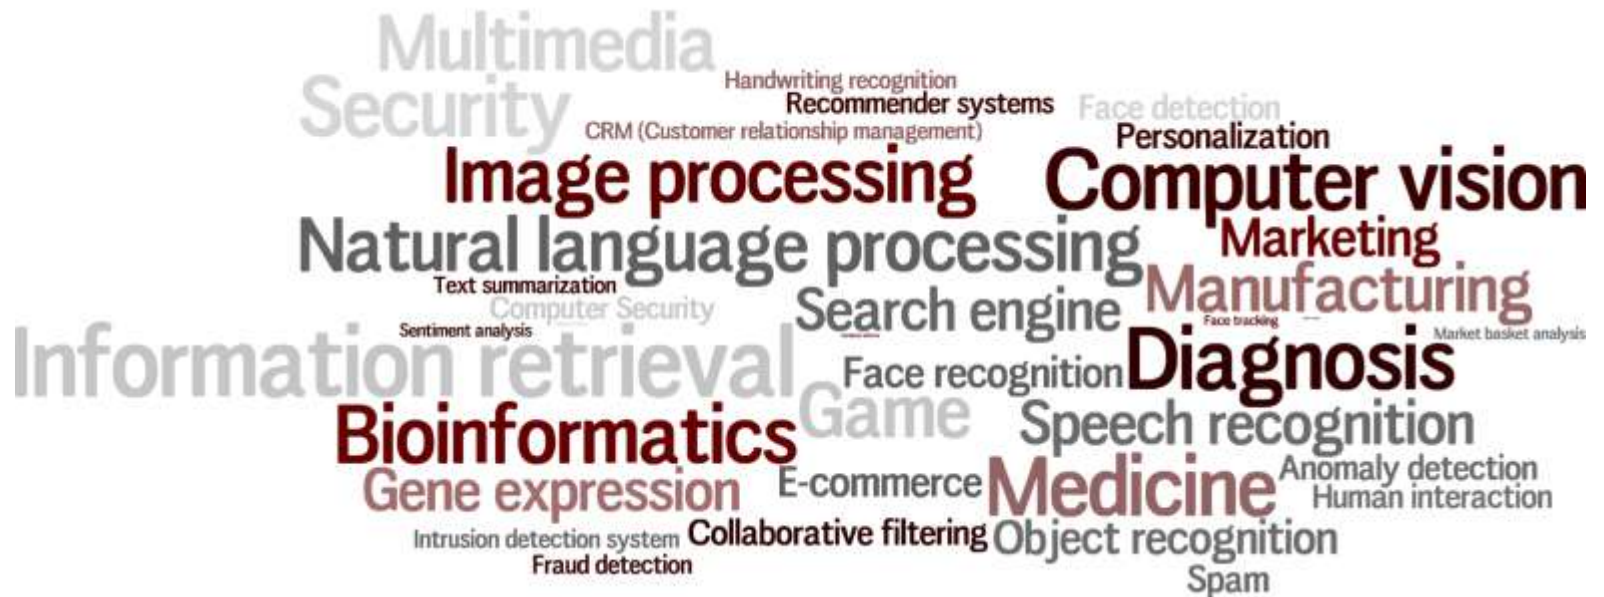 Multimedia
Handwriting recognition
Security
Recommender systems
Face detection
CRM (Customer relationship management)
Personalization
Image processing
Computer vision
Natural language processing
Marketing
Text summarization
Manufacturing
Computer Security
Search engine
Sentiment analysis
Face tracking
Market basket analysis
Information retrieval
Face recognition
Diagnosis
Game
Bioinformatics
Speech recognition
Gene expression
E-commerce
Medicine
Anomaly detection
Human interaction
Intrusion detection system
Collaborative filtering
Object recognition
Fraud detection
Spam